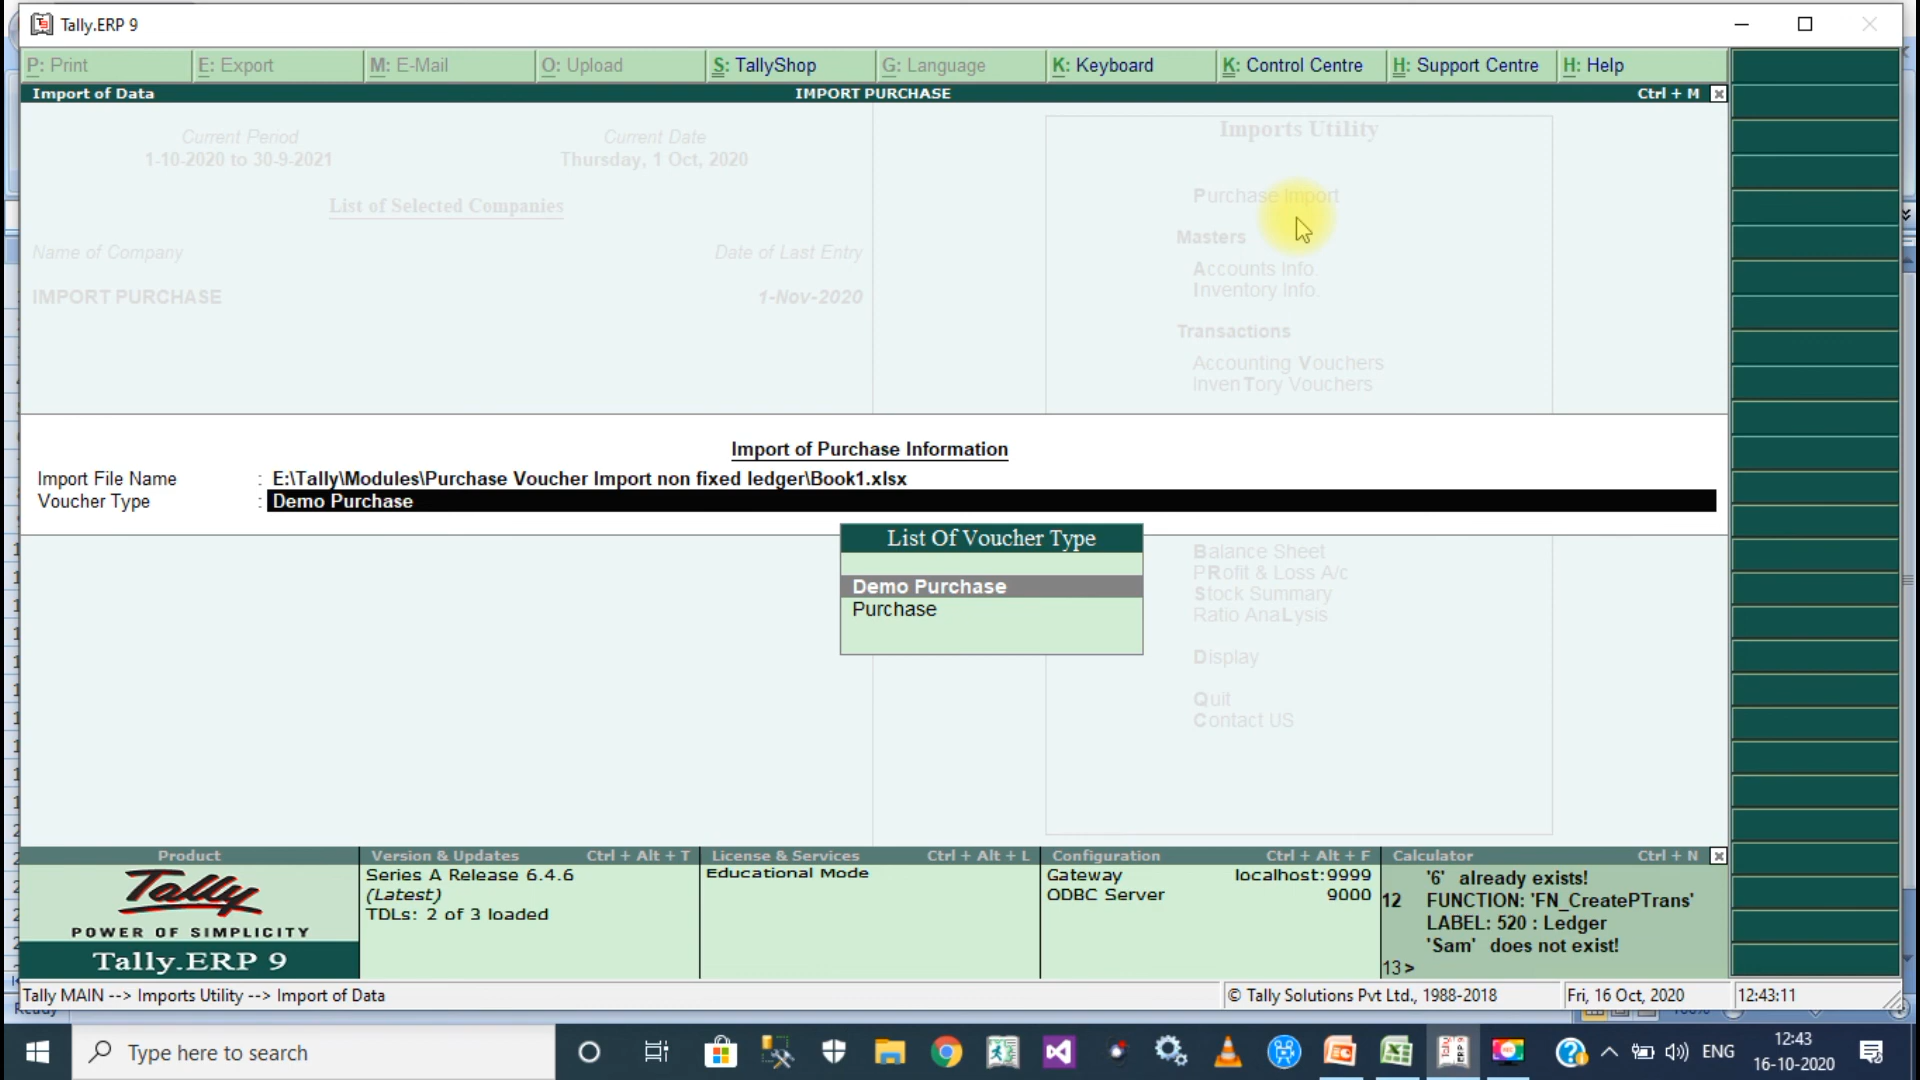 Tally.ERP 9
P: Print
E: Export
M: E-Mail
O: Upload
S: TallyShop
G: Language
K: Keyboard
K: Control Centre
H: Support Centre
H: Help
Import of Data
IMPORT PURCHASE
Ctrl + M
Current Period
1-10-2020 to 30-9-2021
Current Date
Thursday, 1 Oct, 2020
List of Selected Companies
Name of Company
Date of Last Entry
IMPORT PURCHASE
1-Nov-2020
Imports Utility
Purchase Import
Masters
Accounts Info.
Inventory Info.
Transactions
Accounting Vouchers
InvenTory Vouchers
Import of Purchase Information
Import File Name : E:\Tally\Modules\Purchase Voucher Import non fixed ledger\Book1.xlsx
Voucher Type : Demo Purchase
List Of Voucher Type
Demo Purchase
Purchase
Balance Sheet
PRofit & Loss A/c
Stock Summary
Ratio AnaLysis
Display
Quit
Contact US
Product
Tally
POWER OF SIMPLICITY
Tally.ERP 9
Version & Updates Ctrl + Alt + T
Series A Release 6.4.6
(Latest)
TDLs: 2 of 3 loaded
License & Services Ctrl + Alt + L
Educational Mode
Configuration Ctrl + Alt + F
Gateway localhost:9999
ODBC Server 9000
Calculator Ctrl + N
'6' already exists!
12 FUNCTION: 'FN_CreatePTrans'
LABEL: 520 : Ledger
'Sam' does not exist!
13>
Tally MAIN --> Imports Utility --> Import of Data
© Tally Solutions Pvt Ltd., 1988-2018
Fri, 16 Oct, 2020
12:43:11
Type here to search
ENG
12:43
16-10-2020